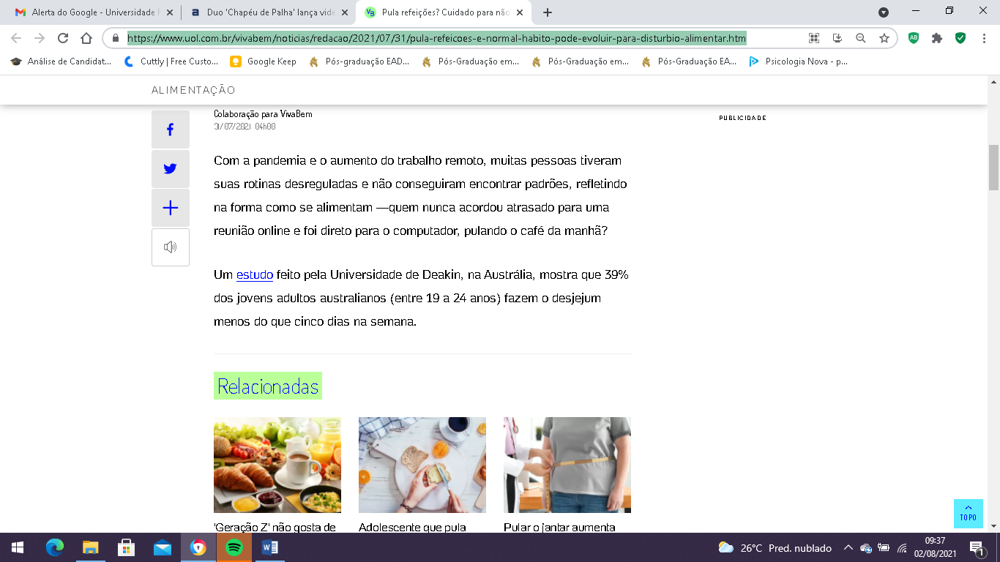 Alerta do Google - Universidade F
Duo 'Chapéu de Palha' lança vide
Pula refeições? Cuidado para não
https://www.uol.com.br/vivabem/noticias/redacao/2021/07/31/pula-refeicoes-e-normal-habito-pode-evoluir-para-disturbio-alimentar.htm
Análise de Candidat...
Cuttly | Free Custo...
Google Keep
Pós-graduação EAD...
Pós-Graduação em...
Pós-Graduação em...
Pós-Graduação EA...
Psicologia Nova - p...
ALIMENTAÇÃO
Colaboração para VivaBem
31/07/2021 04h00
PUBLICIDADE
Com a pandemia e o aumento do trabalho remoto, muitas pessoas tiveram
suas rotinas desreguladas e não conseguiram encontrar padrões, refletindo
na forma como se alimentam —quem nunca acordou atrasado para uma
reunião online e foi direto para o computador, pulando o café da manhã?
Um estudo feito pela Universidade de Deakin, na Austrália, mostra que 39%
dos jovens adultos australianos (entre 19 a 24 anos) fazem o desjejum
menos do que cinco dias na semana.
Relacionadas
'Geração Z' não gosta de
Adolescente que pula
Pular o jantar aumenta
TOPO
26°C Pred. nublado
09:37
02/08/2021
1